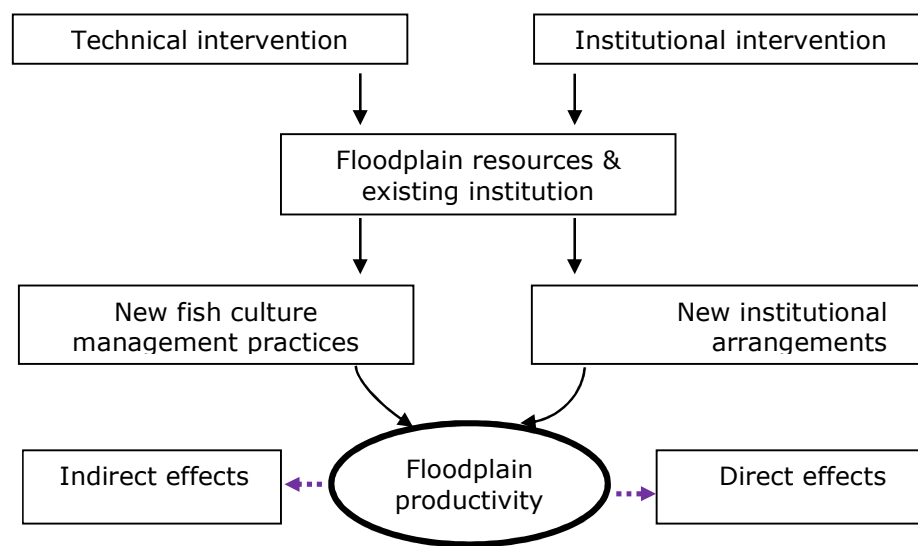 Technical intervention
Institutional intervention
Floodplain resources &
existing institution
New fish culture
management practices
New institutional
arrangements
Indirect effects
Floodplain
productivity
Direct effects